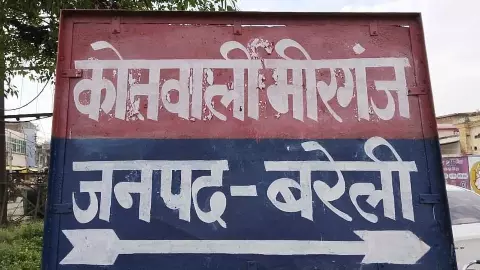 कोतवाली मीरगंज
जनपद-बरेली